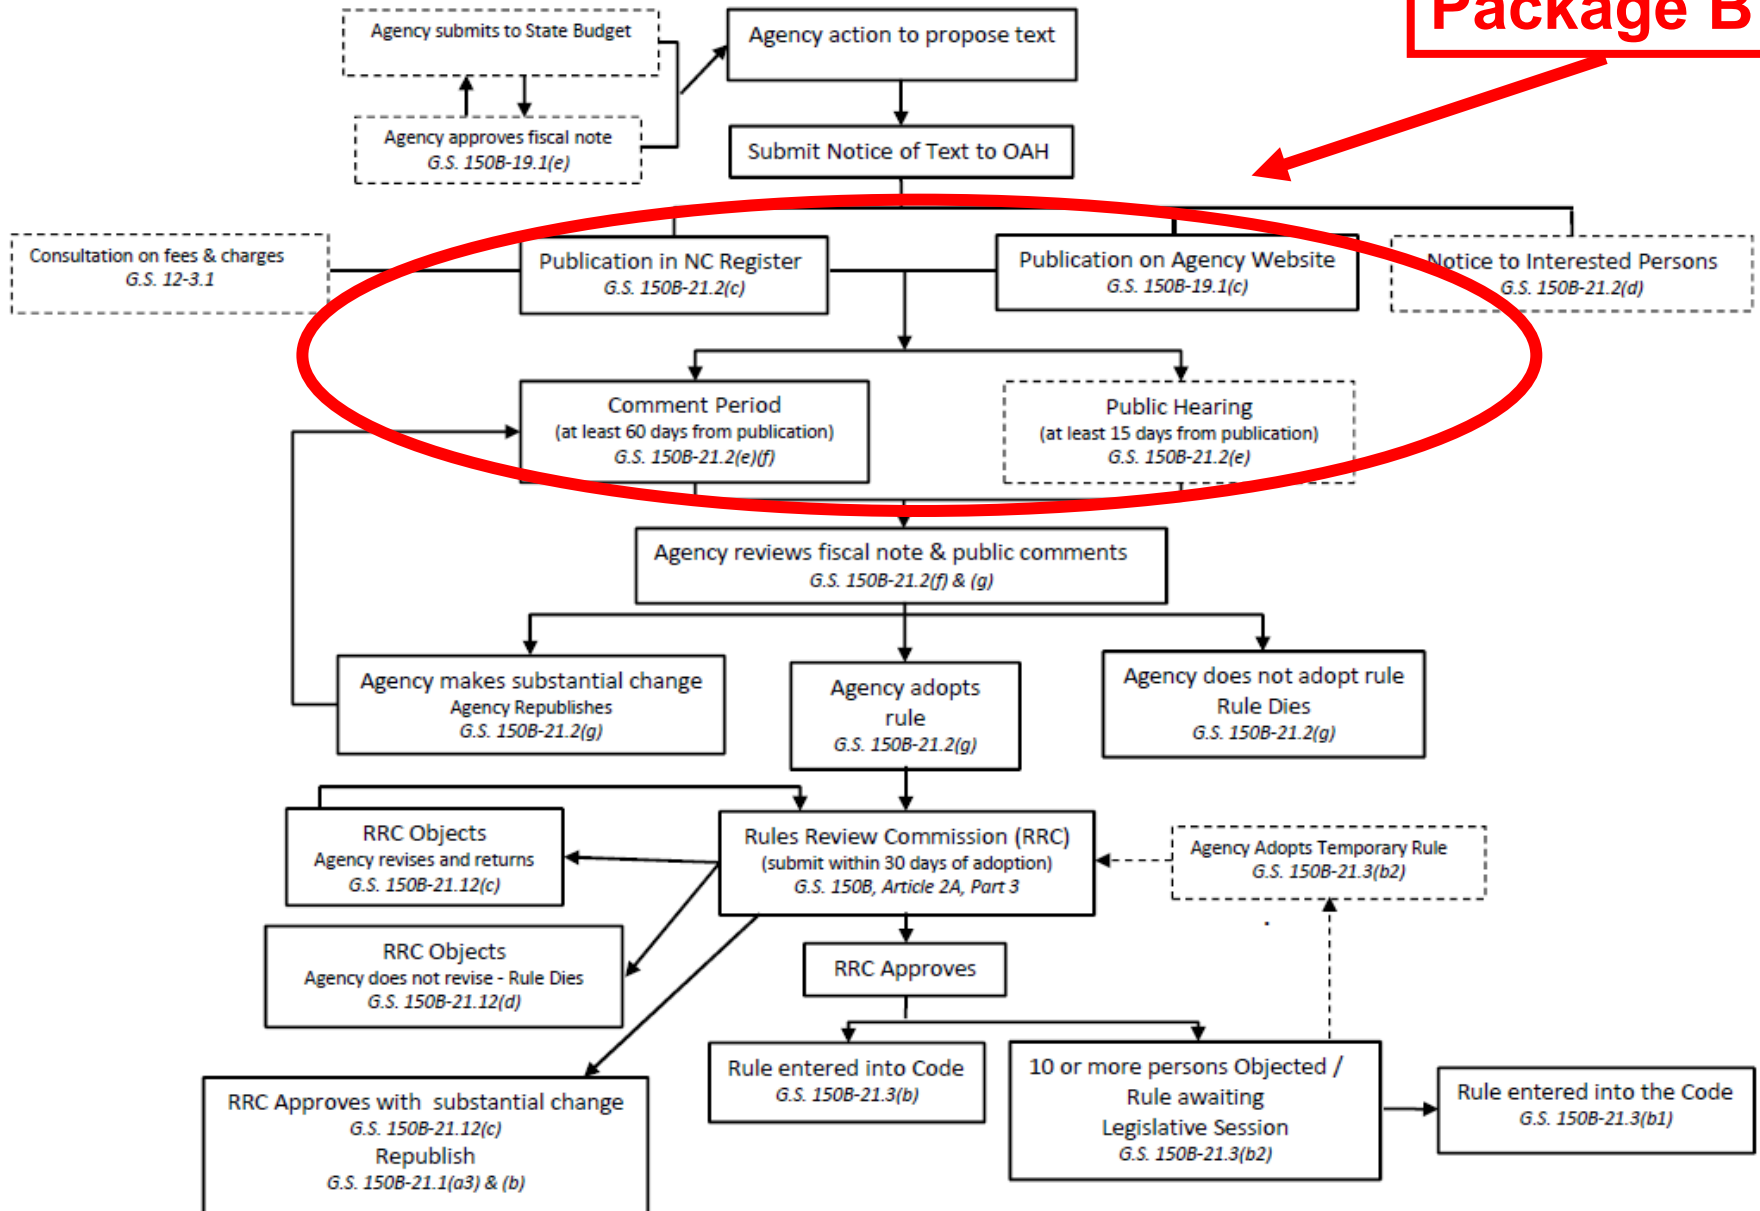 Package B
Agency submits to State Budget
Agency action to propose text
Agency approves fiscal note
G.S. 150B-19.1(e)
Submit Notice of Text to OAH
Consultation on fees & charges
G.S. 12-3.1
Publication in NC Register
G.S. 150B-21.2(c)
Publication on Agency Website
G.S. 150B-19.1(c)
Notice to Interested Persons
G.S. 150B-21.2(d)
Comment Period
(at least 60 days from publication)
G.S. 150B-21.2(e)(f)
Public Hearing
(at least 15 days from publication)
G.S. 150B-21.2(e)
Agency reviews fiscal note & public comments
G.S. 150B-21.2(f) & (g)
Agency makes substantial change
Agency Republishes
G.S. 150B-21.2(g)
Agency adopts
rule
G.S. 150B-21.2(g)
Agency does not adopt rule
Rule Dies
G.S. 150B-21.2(g)
RRC Objects
Agency revises and returns
G.S. 150B-21.12(c)
Rules Review Commission (RRC)
(submit within 30 days of adoption)
G.S. 150B, Article 2A, Part 3
Agency Adopts Temporary Rule
G.S. 150B-21.3(b2)
RRC Objects
Agency does not revise - Rule Dies
G.S. 150B-21.12(d)
RRC Approves
RRC Approves with substantial change
G.S. 150B-21.12(c)
Republish
G.S. 150B-21.1(a3) & (b)
Rule entered into Code
G.S. 150B-21.3(b)
10 or more persons Objected /
Rule awaiting
Legislative Session
G.S. 150B-21.3(b2)
Rule entered into the Code
G.S. 150B-21.3(b1)